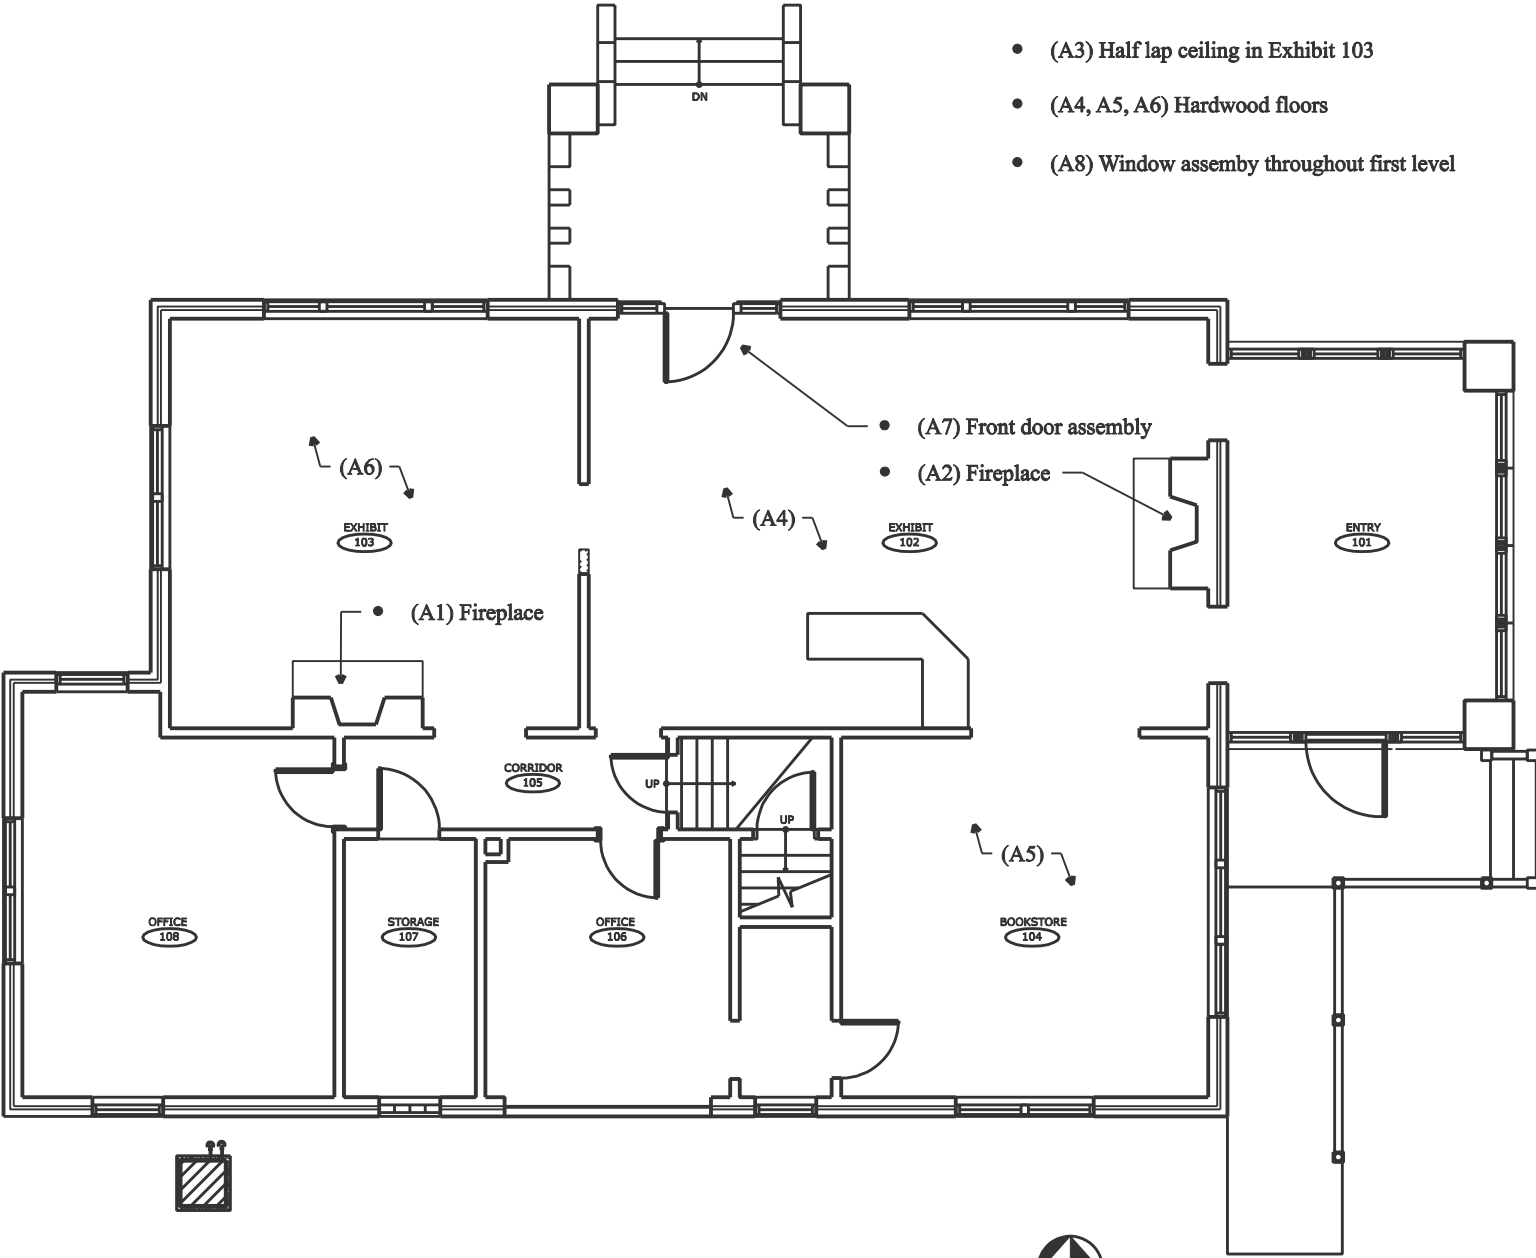 • (A3) Half lap ceiling in Exhibit 103
DN
• (A4, A5, A6) Hardwood floors
• (A8) Window assemby throughout first level
• (A7) Front door assembly
(A6)
• (A2) Fireplace
(A4)
EXHIBIT
103
EXHIBIT
102
ENTRY
101
• (A1) Fireplace
CORRIDOR
105
UP
UP
(A5)
OFFICE
108
STORAGE
107
OFFICE
106
BOOKSTORE
104